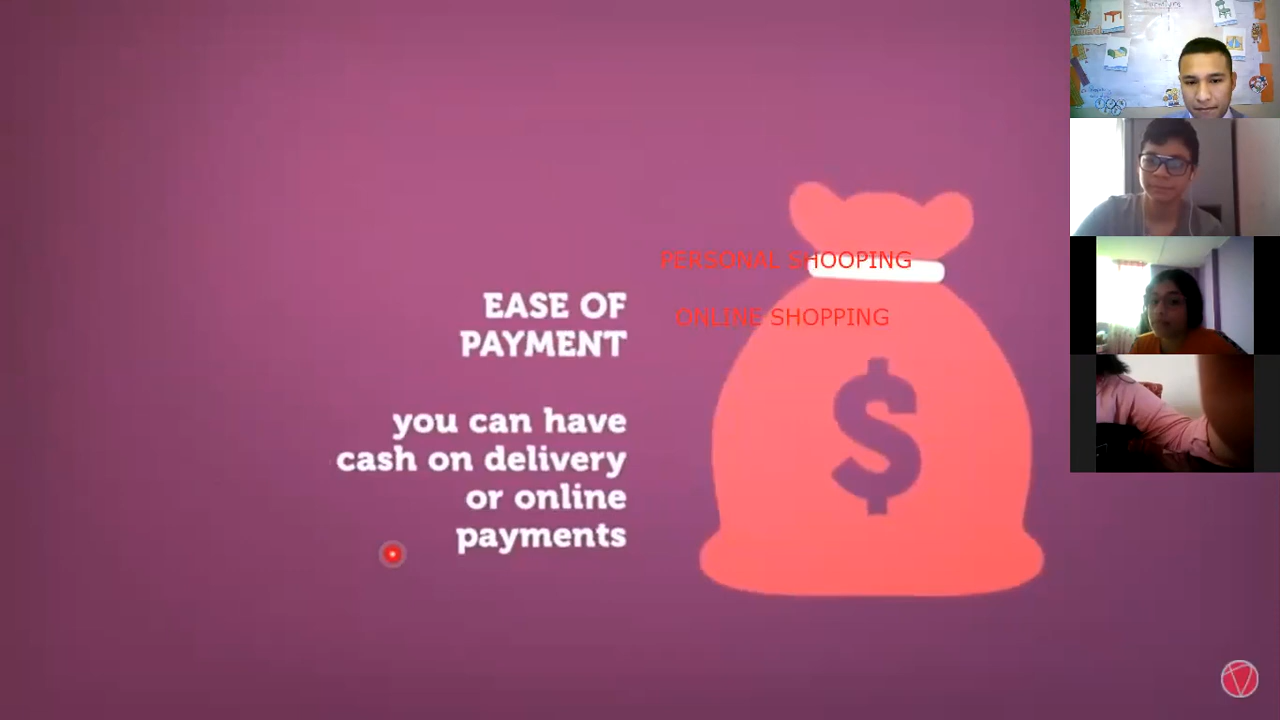 PERSONAL SHOOPING
ONLINE SHOPPING
EASE OF
PAYMENT
you can have
cash on delivery
or online
payments
$